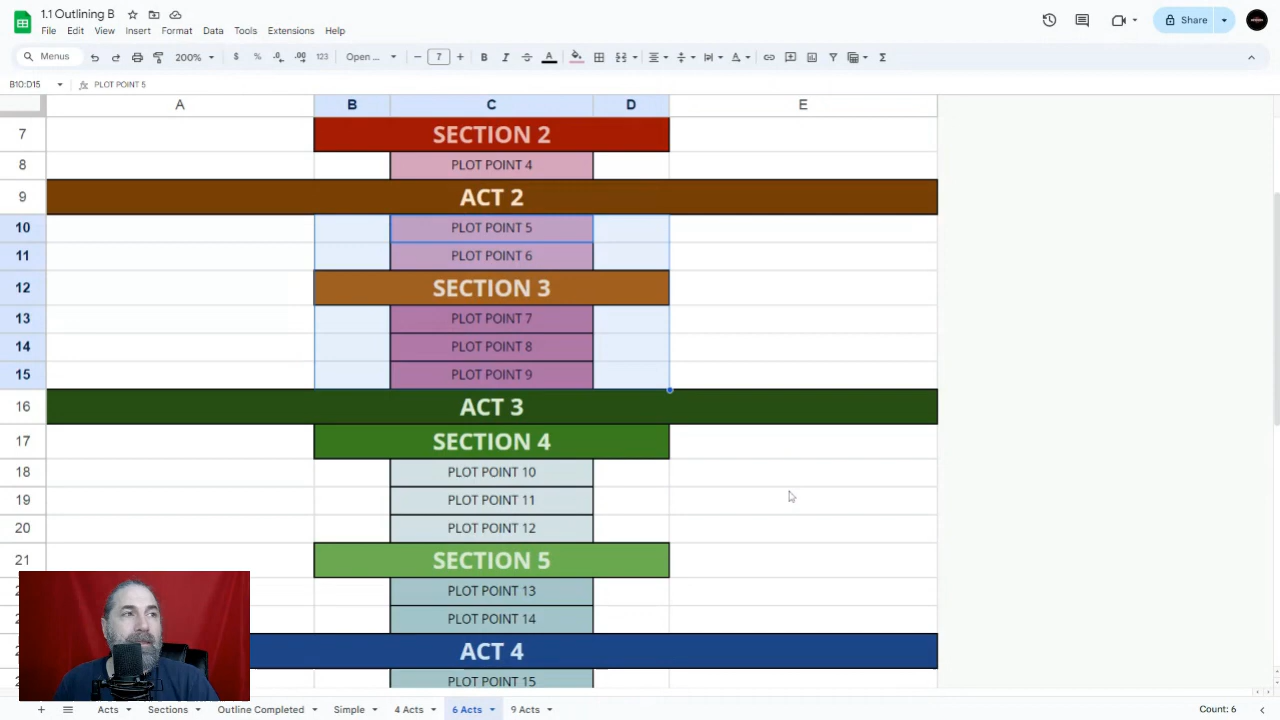 1.1 Outlining B
File Edit View Insert Format Data Tools Extensions Help
Share
Menus 200% $ % .0 .00 123 Open ... 7 B I A
B10:D15 PLOT POINT 5
A B C D E
7 SECTION 2
8 PLOT POINT 4
9 ACT 2
10 PLOT POINT 5
11 PLOT POINT 6
12 SECTION 3
13 PLOT POINT 7
14 PLOT POINT 8
15 PLOT POINT 9
16 ACT 3
17 SECTION 4
18 PLOT POINT 10
19 PLOT POINT 11
20 PLOT POINT 12
21 SECTION 5
PLOT POINT 13
PLOT POINT 14
ACT 4
PLOT POINT 15
Acts Sections Outline Completed Simple 4 Acts 6 Acts 9 Acts Count: 6